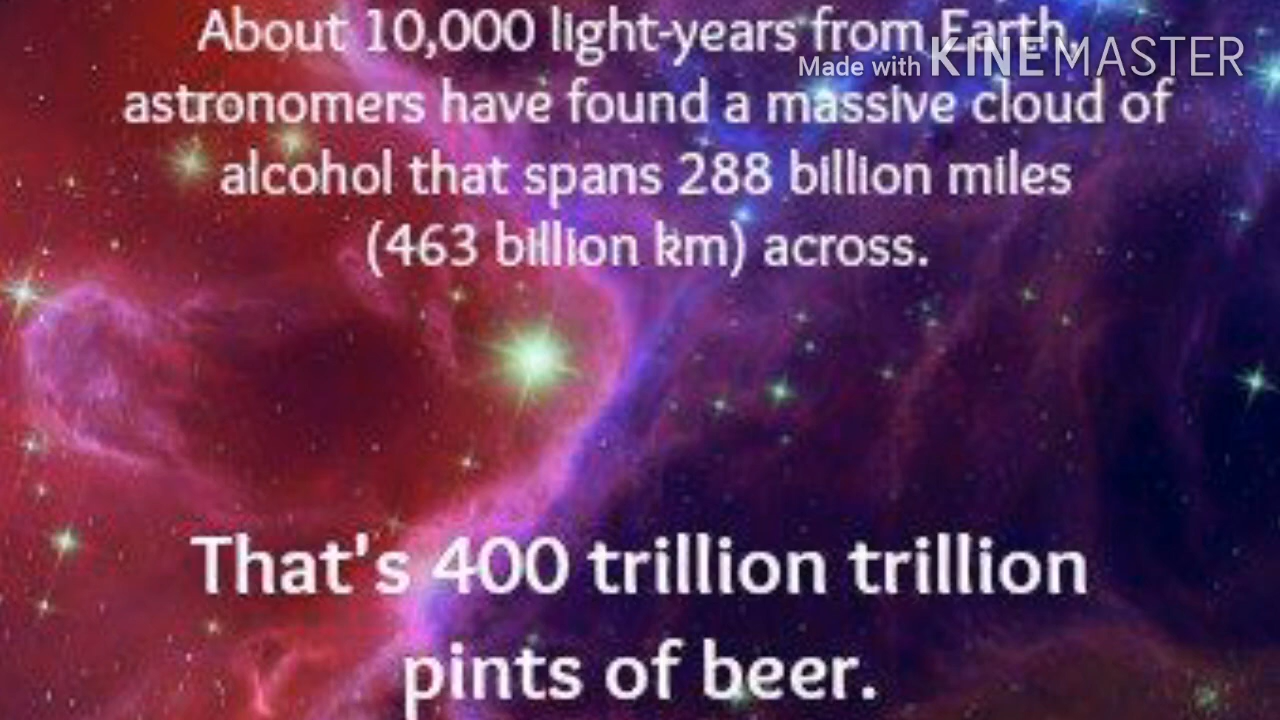 About 10,000 light-years from Earth,
Made with KINEMASTER
astronomers have found a massive cloud of
alcohol that spans 288 billion miles
(463 billion km) across.
That's 400 trillion trillion
pints of beer.